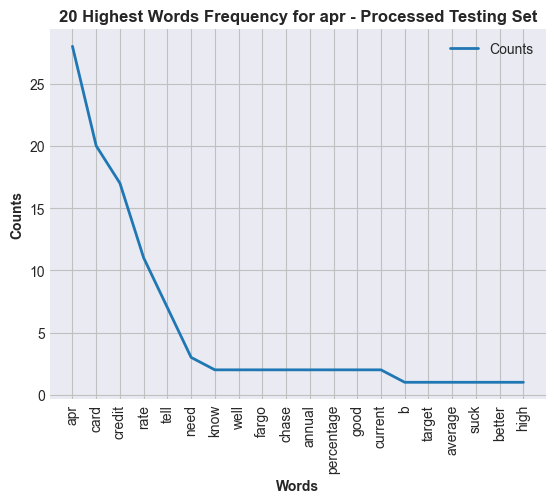 20 Highest Words Frequency for apr - Processed Testing Set
Counts
Counts
25
20
15
10
5
0
apr
card
credit
rate
tell
need
know
well
fargo
chase
annual
percentage
good
current
b
target
average
suck
better
high
Words